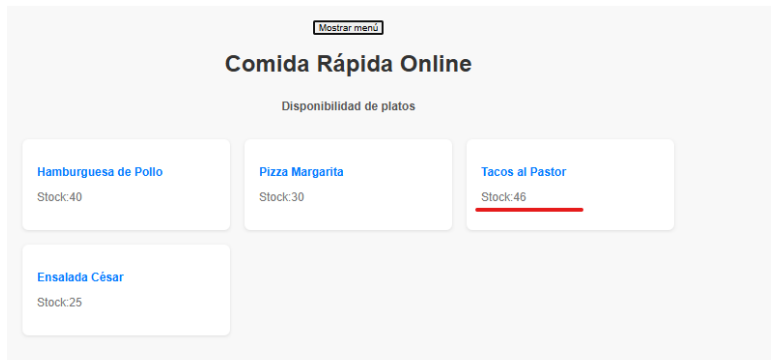 Mostrar menú
Comida Rápida Online
Disponibilidad de platos
Hamburguesa de Pollo
Stock:40
Pizza Margarita
Stock:30
Tacos al Pastor
Stock:46
Ensalada César
Stock:25